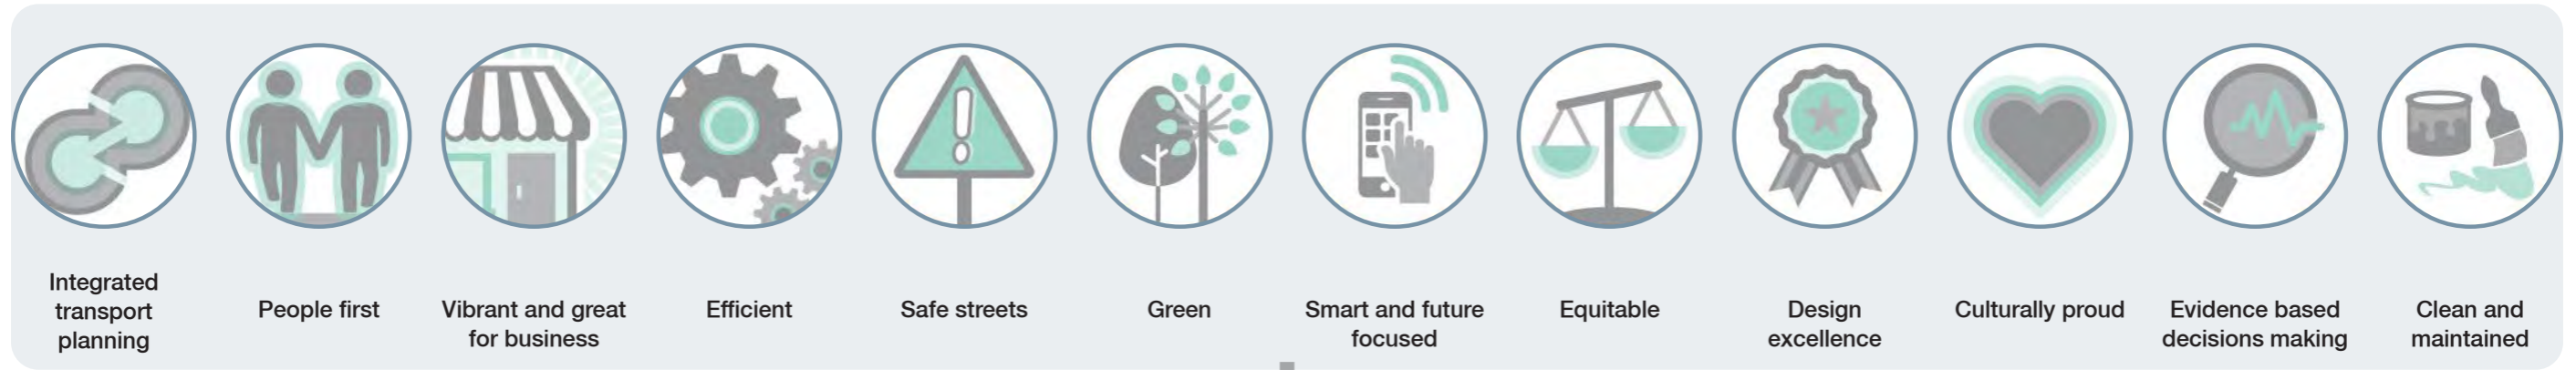 Integrated
transport
planning
People first
Vibrant and great
for business
Efficient
Safe streets
Green
Smart and future
focused
Equitable
Design
excellence
Culturally proud
Evidence based
decisions making
Clean and
maintained